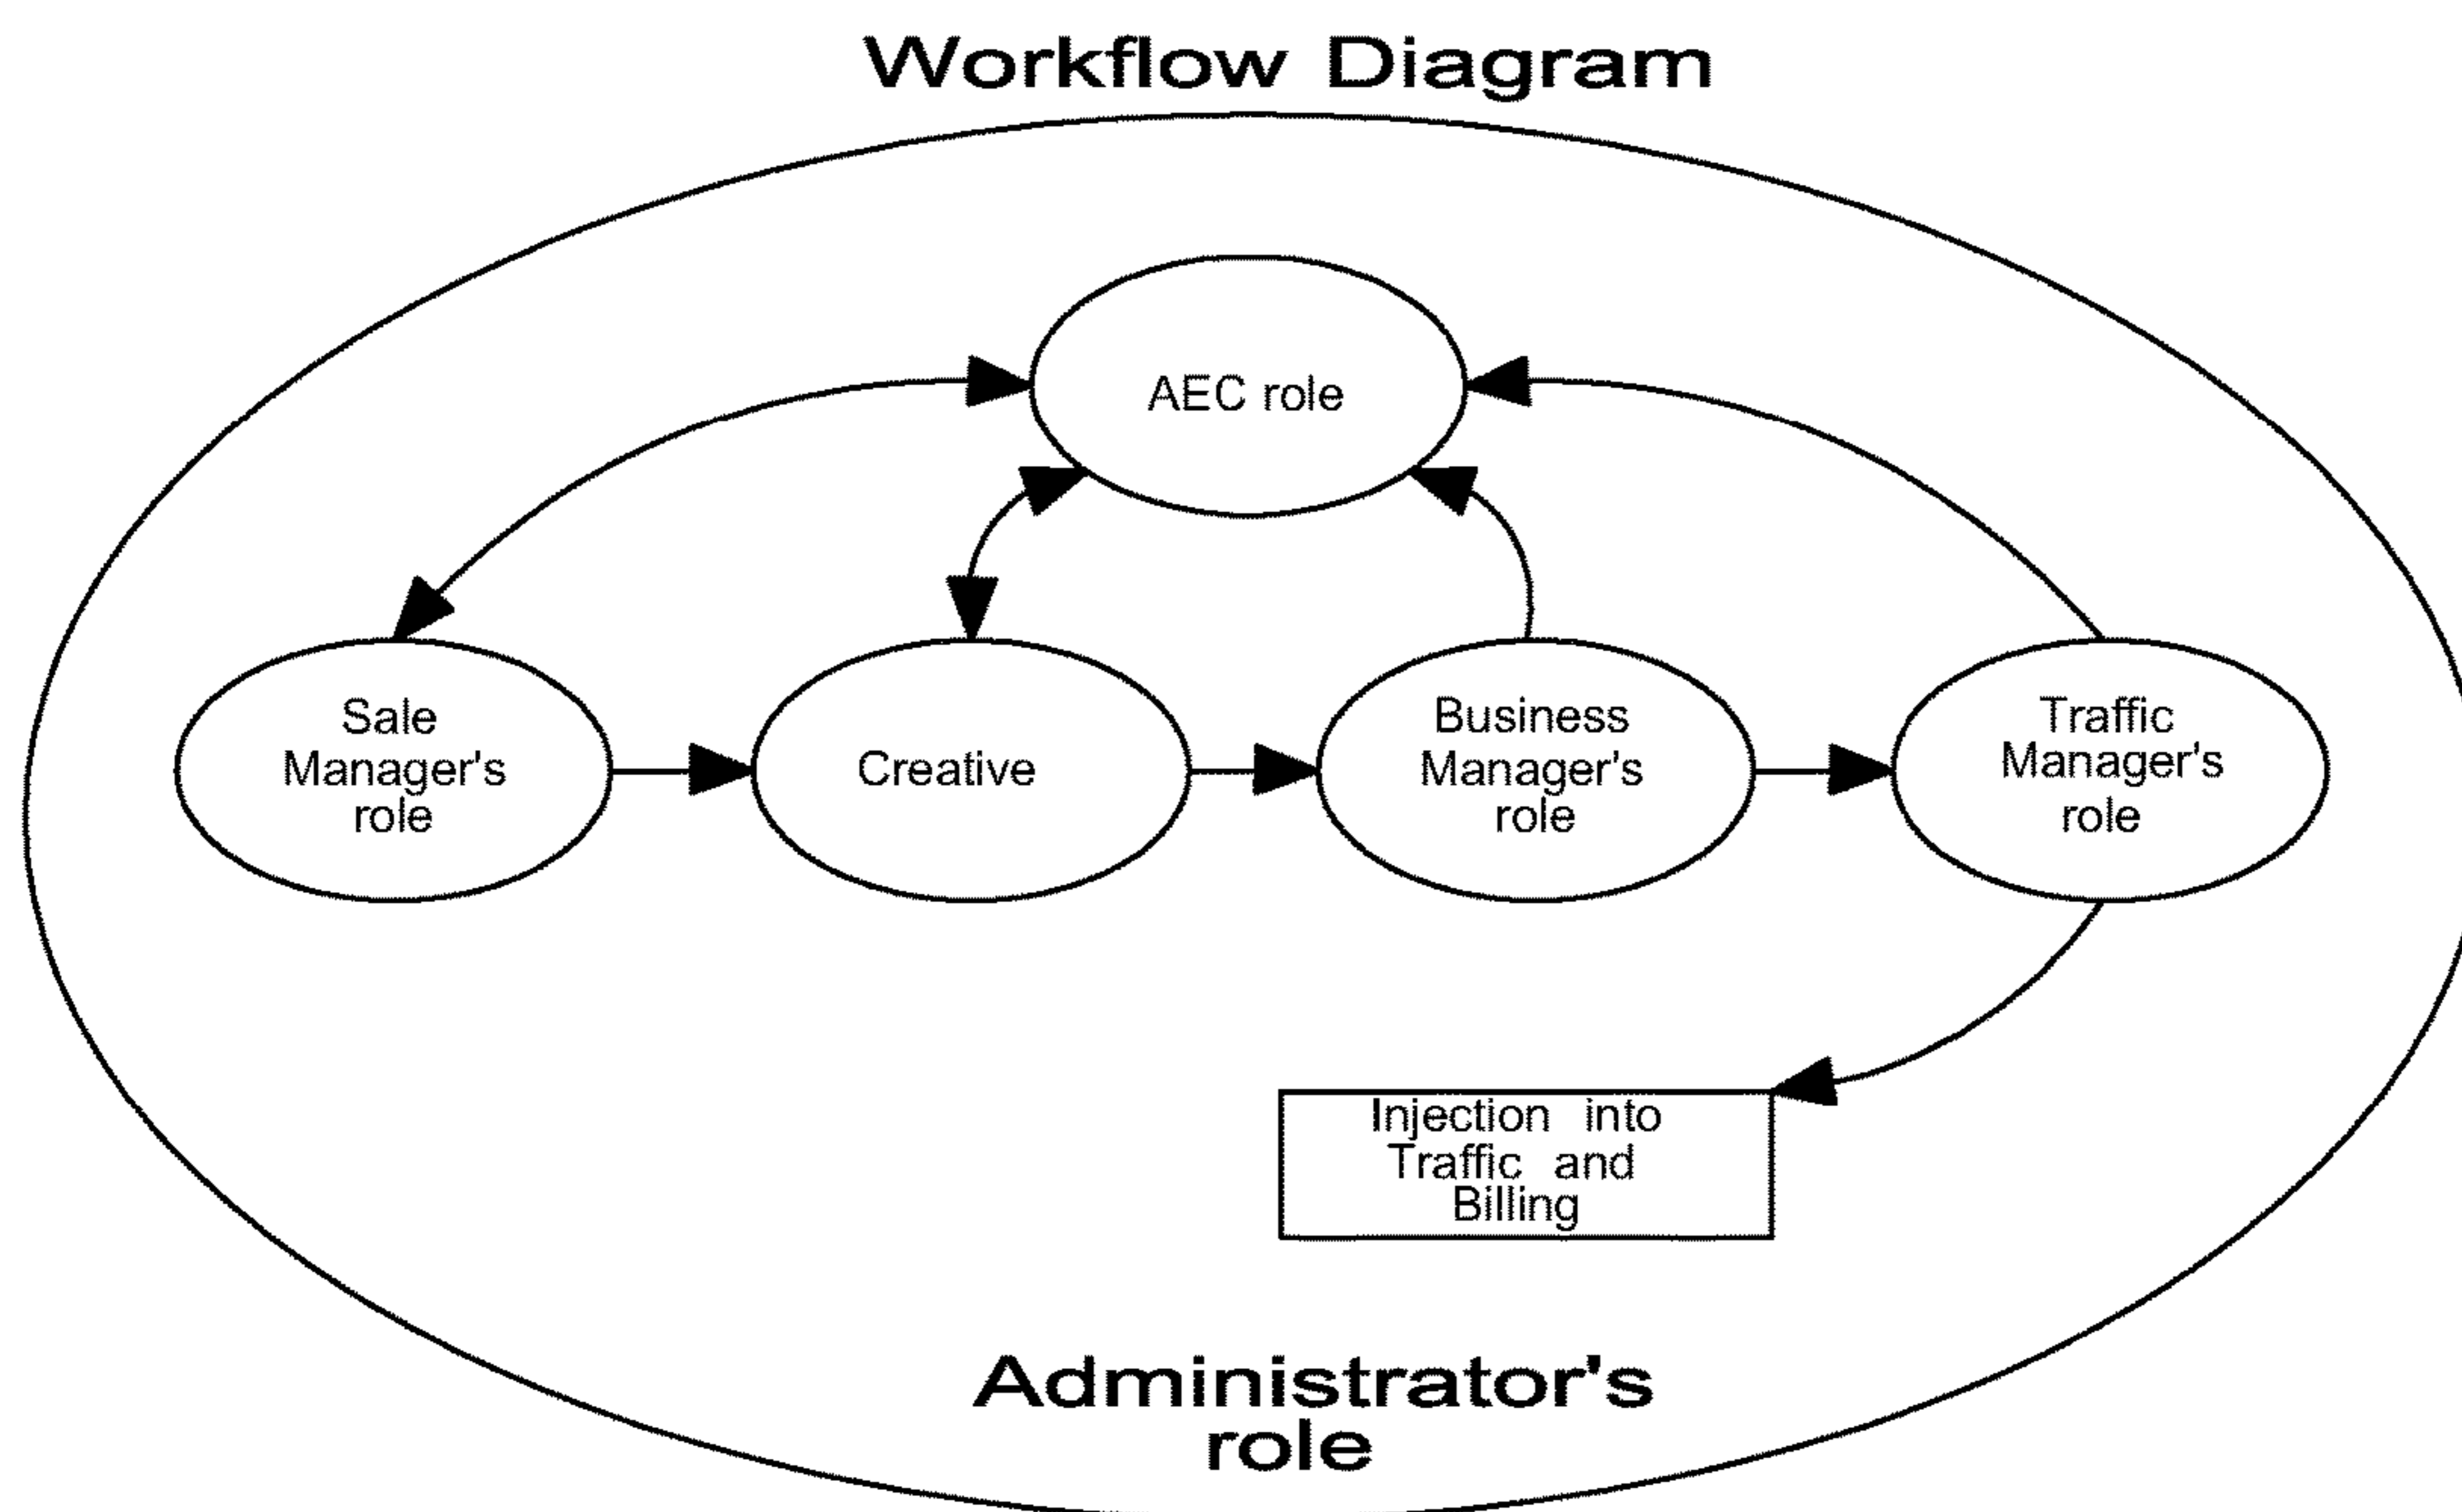 Workflow Diagram
AEC role
Sale
Manager's
role
Creative
Business
Manager's
role
Traffic
Manager's
role
Injection into
Traffic and
Billing
Administrator's
role